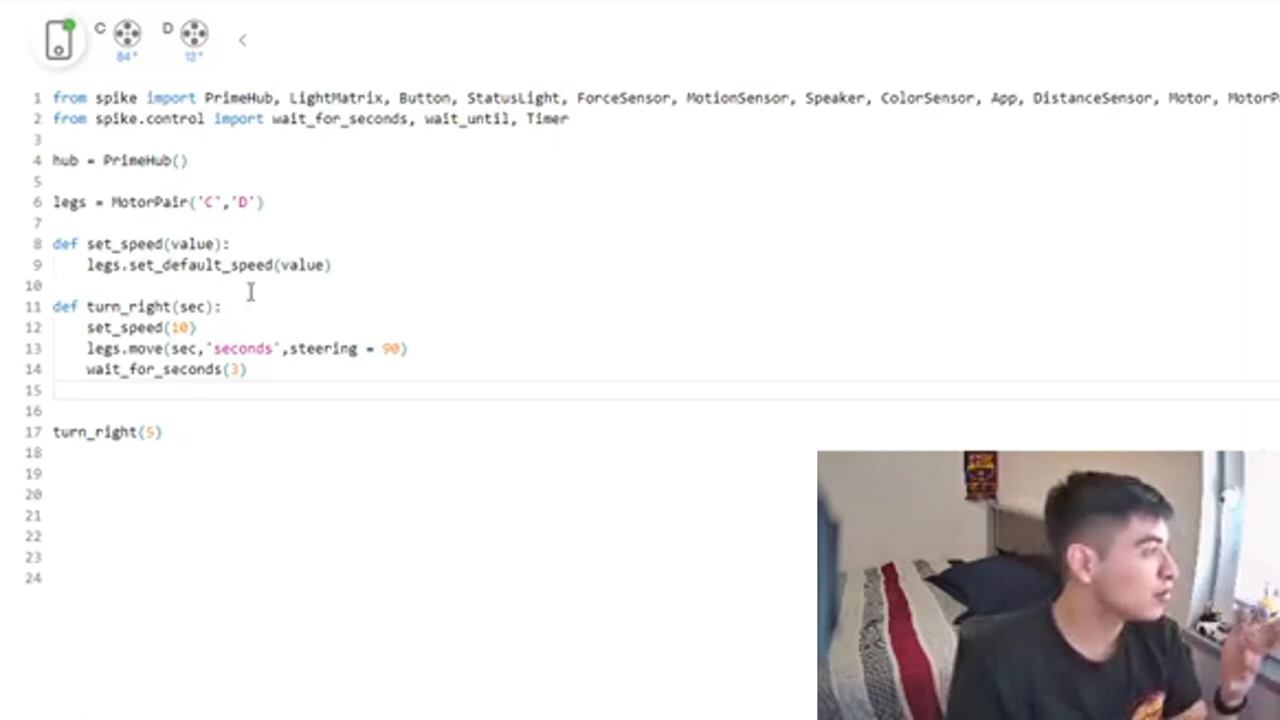 C D
84° 12°
1 from spike import PrimeHub, LightMatrix, Button, StatusLight, ForceSensor, MotionSensor, Speaker, ColorSensor, App, DistanceSensor, Motor, MotorP
2 from spike.control import wait_for_seconds, wait_until, Timer
3
4 hub = PrimeHub()
5
6 legs = MotorPair('C','D')
7
8 def set_speed(value):
9 legs.set_default_speed(value)
10
11 def turn_right(sec):
12 set_speed(10)
13 legs.move(sec,'seconds',steering = 90)
14 wait_for_seconds(3)
15
16
17 turn_right(5)
18
19
20
21
22
23
24